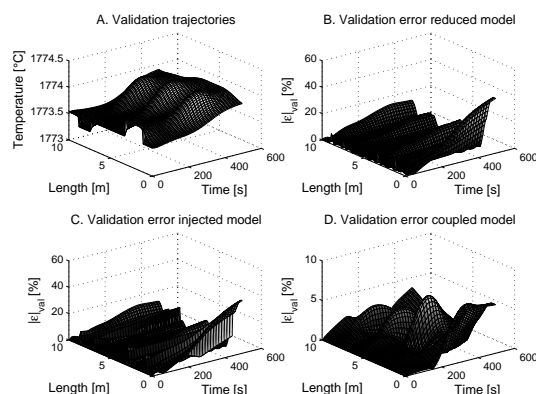 A. Validation trajectories
B. Validation error reduced model
Temperature [°C]
1774.5
1774
1773.5
1773
10
5
0
Length [m]
0
200
400
600
Time [s]
|ε|val [%]
60
40
20
0
10
5
0
Length [m]
0
200
400
600
Time [s]
C. Validation error injected model
D. Validation error coupled model
|ε|val [%]
60
40
20
0
10
5
0
Length [m]
0
200
400
600
Time [s]
|ε|val [%]
10
5
0
10
5
0
Length [m]
0
200
400
600
Time [s]